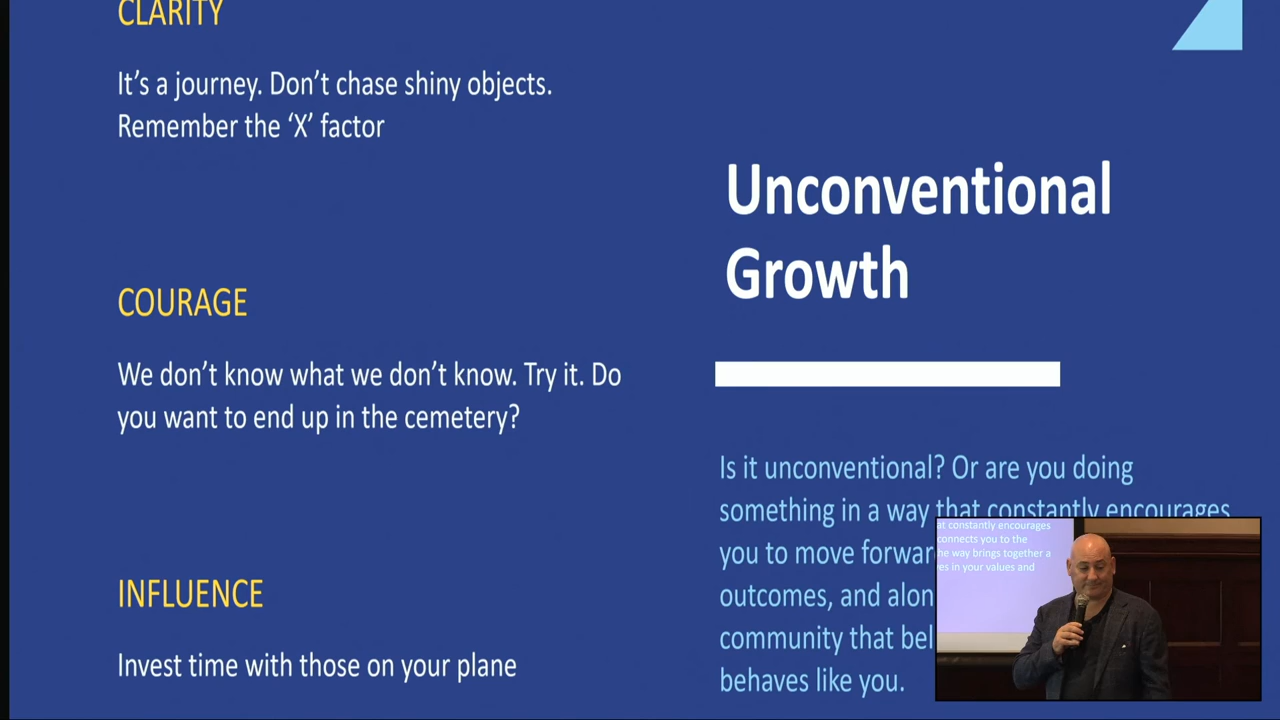 CLARITY
It's a journey. Don't chase shiny objects.
Remember the 'X' factor
COURAGE
We don't know what we don't know. Try it. Do
you want to end up in the cemetery?
INFLUENCE
Invest time with those on your plane
Unconventional
Growth
Is it unconventional? Or are you doing
something in a way that constantly encourages
you to move
outcomes, and
community that
behaves like you.
at constantly encourages
connects you to the
he way brings together a
es in your values and